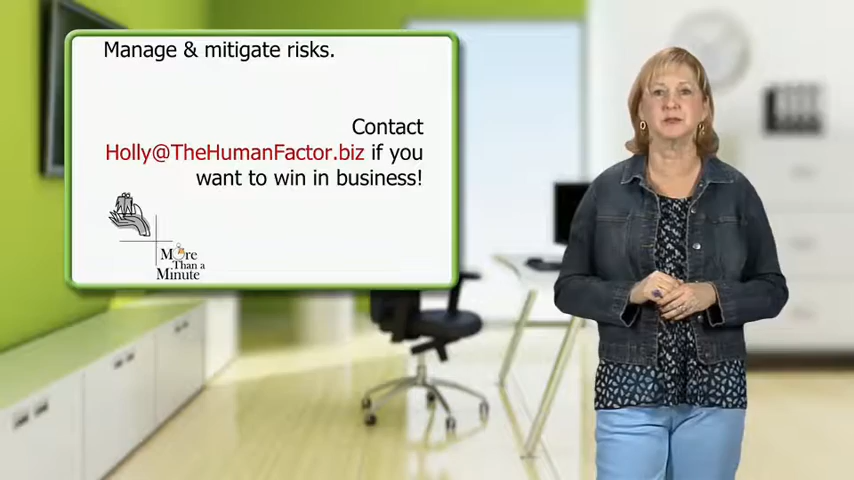 Manage & mitigate risks.
Contact
Holly@TheHumanFactor.biz if you
want to win in business!
More
Than a
Minute